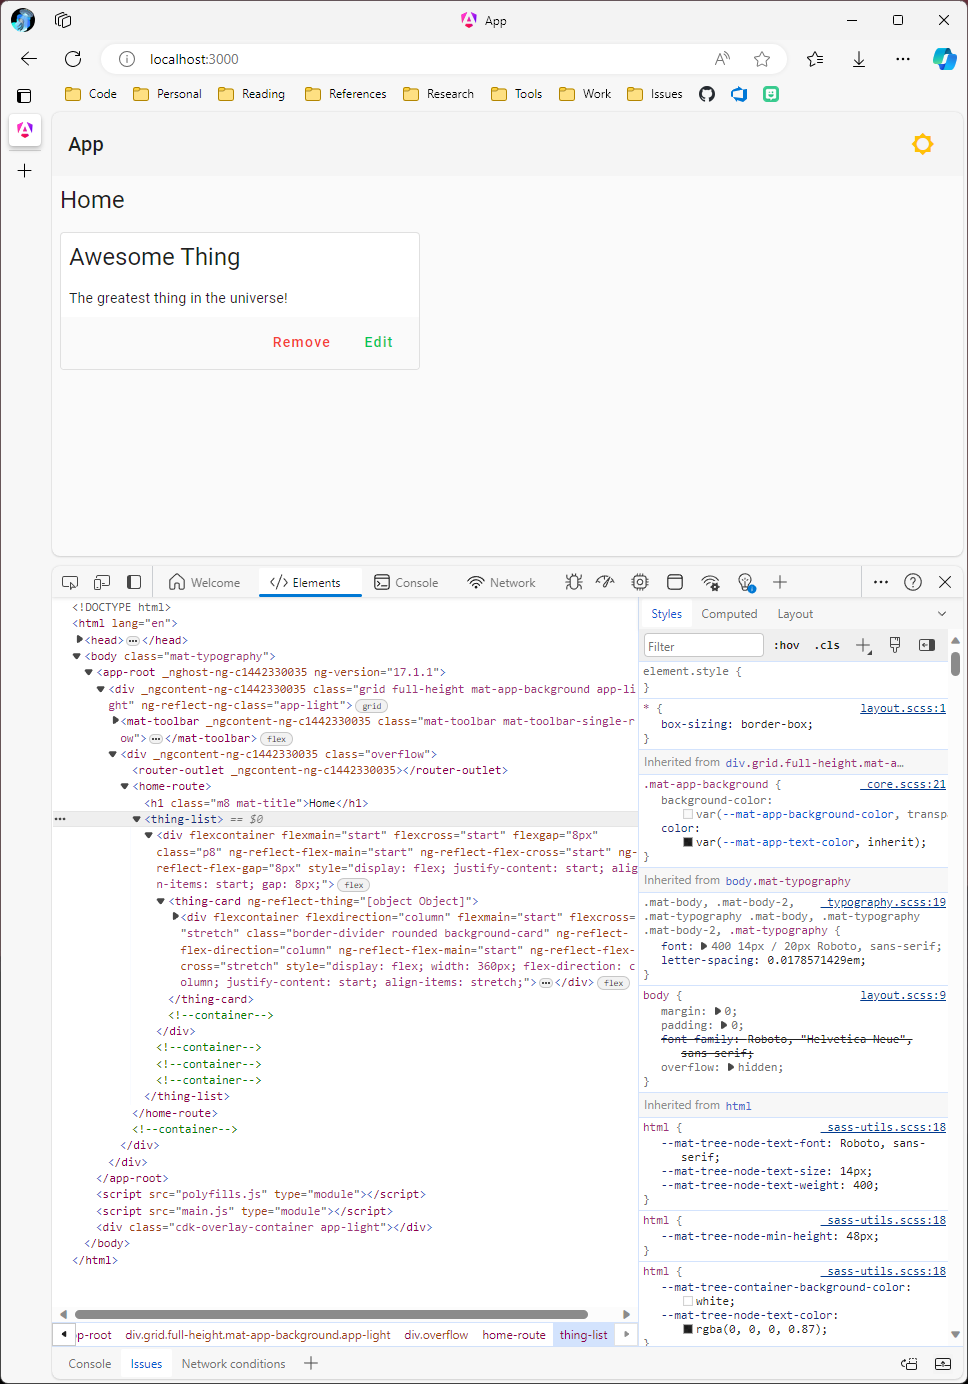 App
localhost:3000
Code Personal Reading References Research Tools Work Issues
App
Home
Awesome Thing
The greatest thing in the universe!
Remove Edit
Welcome </> Elements Console Network
<!DOCTYPE html>
<html lang="en">
<head> ••• </head>
<body class="mat-typography">
<app-root _nghost-ng-c1442330035 ng-version="17.1.1">
<div _ngcontent-ng-c1442330035 class="grid full-height mat-app-background app-li
ght" ng-reflect-ng-class="app-light"> grid
<mat-toolbar _ngcontent-ng-c1442330035 class="mat-toolbar mat-toolbar-single-r
ow"> ••• </mat-toolbar> flex
<div _ngcontent-ng-c1442330035 class="overflow">
<router-outlet _ngcontent-ng-c1442330035></router-outlet>
<home-route>
<h1 class="m8 mat-title">Home</h1>
••• <thing-list> == $0
<div flexcontainer flexmain="start" flexcross="start" flexgap="8px"
class="p8" ng-reflect-flex-main="start" ng-reflect-flex-cross="start" ng-
reflect-flex-gap="8px" style="display: flex; justify-content: start; alig
n-items: start; gap: 8px;"> flex
<thing-card ng-reflect-thing="[object Object]">
<div flexcontainer flexdirection="column" flexmain="start" flexcross=
"stretch" class="border-divider rounded background-card" ng-reflect-
flex-direction="column" ng-reflect-flex-main="start" ng-reflect-flex-
cross="stretch" style="display: flex; width: 360px; flex-direction: c
olumn; justify-content: start; align-items: stretch;"> ••• </div> flex
</thing-card>
<!--container-->
</div>
<!--container-->
<!--container-->
<!--container-->
</thing-list>
</home-route>
<!--container-->
</div>
</div>
</app-root>
<script src="polyfills.js" type="module"></script>
<script src="main.js" type="module"></script>
<div class="cdk-overlay-container app-light"></div>
</body>
</html>
p-root div.grid.full-height.mat-app-background.app-light div.overflow home-route thing-list
Styles Computed Layout
Filter :hov .cls
element.style {
}
* { layout.scss:1
box-sizing: border-box;
}
Inherited from div.grid.full-height.mat-a…
.mat-app-background { _core.scss:21
background-color:
var(--mat-app-background-color, transp
color:
var(--mat-app-text-color, inherit);
}
Inherited from body.mat-typography
.mat-body, .mat-body-2, _typography.scss:19
.mat-typography .mat-body, .mat-typography
.mat-body-2, .mat-typography {
font: 400 14px / 20px Roboto, sans-serif;
letter-spacing: 0.0178571429em;
}
body { layout.scss:9
margin: 0;
padding: 0;
font-family: Roboto, "Helvetica Neue",
sans-serif;
overflow: hidden;
}
Inherited from html
html { _sass-utils.scss:18
--mat-tree-node-text-font: Roboto, sans-
serif;
--mat-tree-node-text-size: 14px;
--mat-tree-node-text-weight: 400;
}
html { _sass-utils.scss:18
--mat-tree-node-min-height: 48px;
}
html { _sass-utils.scss:18
--mat-tree-container-background-color:
white;
--mat-tree-node-text-color:
rgba(0, 0, 0, 0.87);
}
Console Issues Network conditions